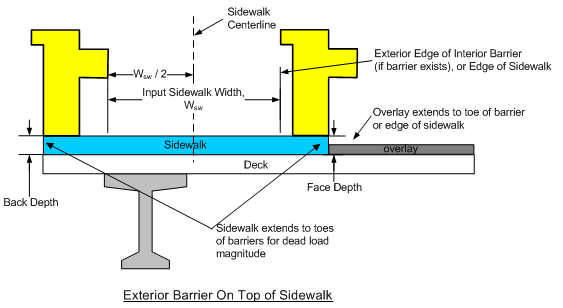 Sidewalk
Centerline
W sw / 2
Exterior Edge of Interior Barrier
(if barrier exists), or Edge of Sidewalk
Input Sidewalk Width,
W sw
Overlay extends to toe of barrier
or edge of sidewalk
Sidewalk
overlay
Deck
Face Depth
Back Depth
Sidewalk extends to toes
of barriers for dead load
magnitude
Exterior Barrier On Top of Sidewalk